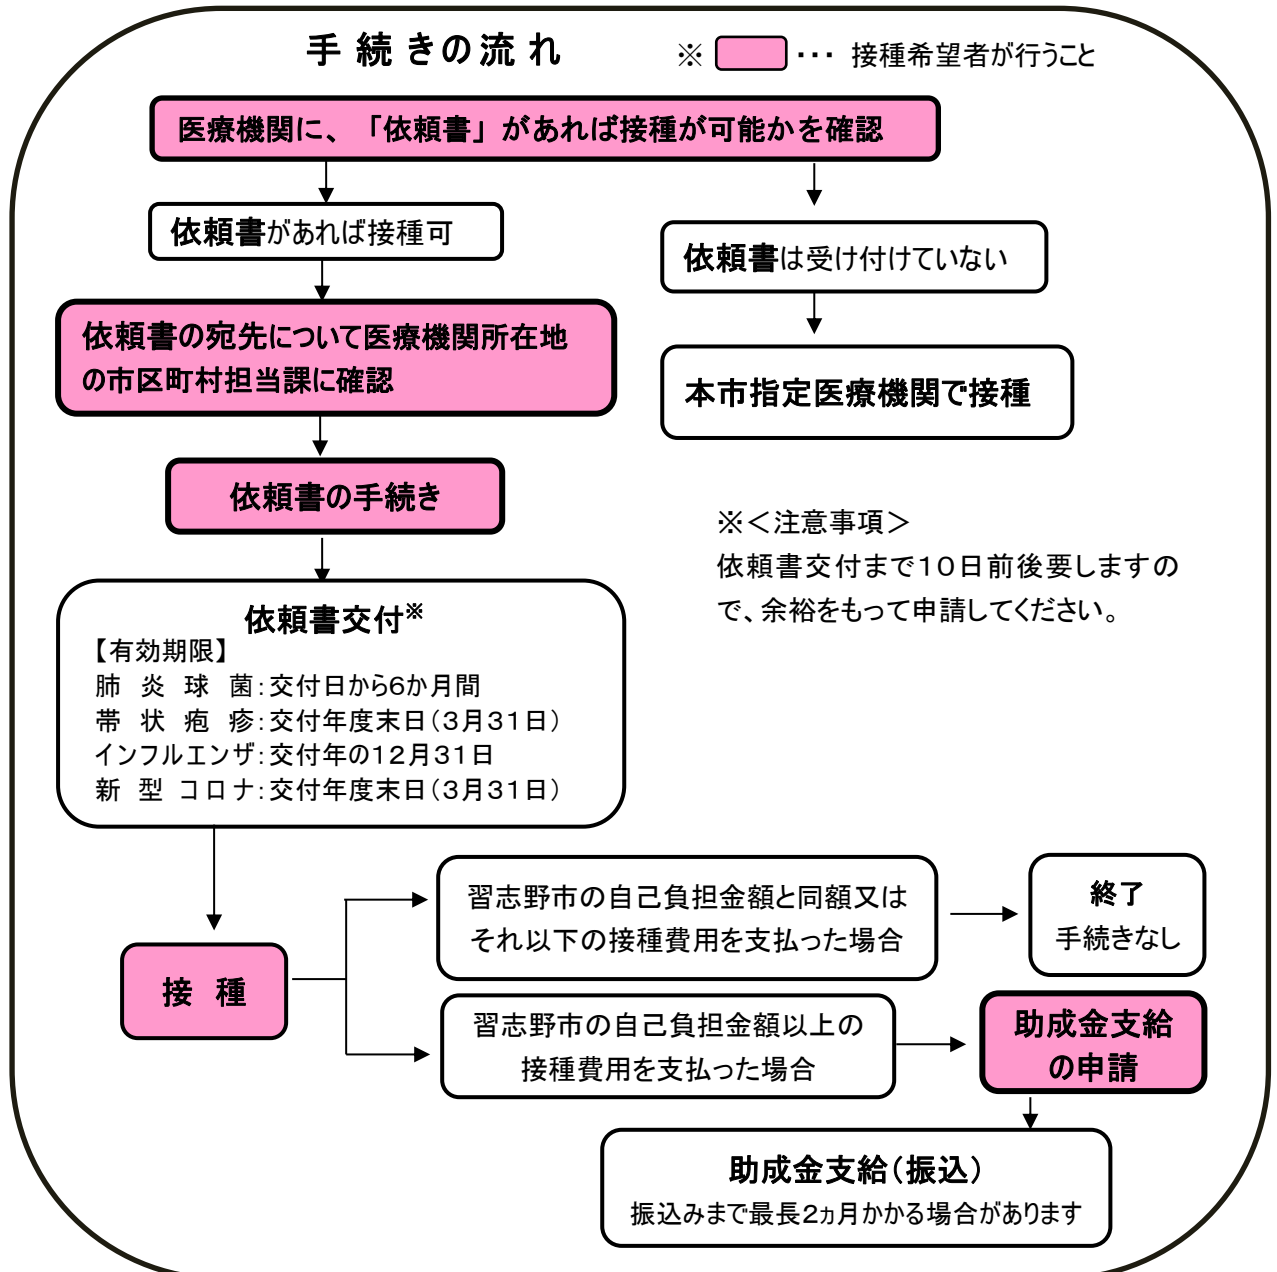 手続きの流れ
※ ・・・ 接種希望者が行うこと
医療機関に、「依頼書」があれば接種が可能かを確認
依頼書があれば接種可
依頼書は受け付けていない
依頼書の宛先について医療機関所在地
の市区町村担当課に確認
本市指定医療機関で接種
依頼書の手続き
※＜注意事項＞
依頼書交付まで10日前後要しますの
で、余裕をもって申請してください。
依頼書交付※
【有効期限】
肺炎球菌：交付日から6か月間
帯状疱疹：交付年度末日（3月31日）
インフルエンザ：交付年の12月31日
新型コロナ：交付年度末日（3月31日）
接種
習志野市の自己負担金額と同額又は
それ以下の接種費用を支払った場合
終了
手続きなし
習志野市の自己負担金額以上の
接種費用を支払った場合
助成金支給
の申請
助成金支給（振込）
振込みまで最長2ヵ月かかる場合があります